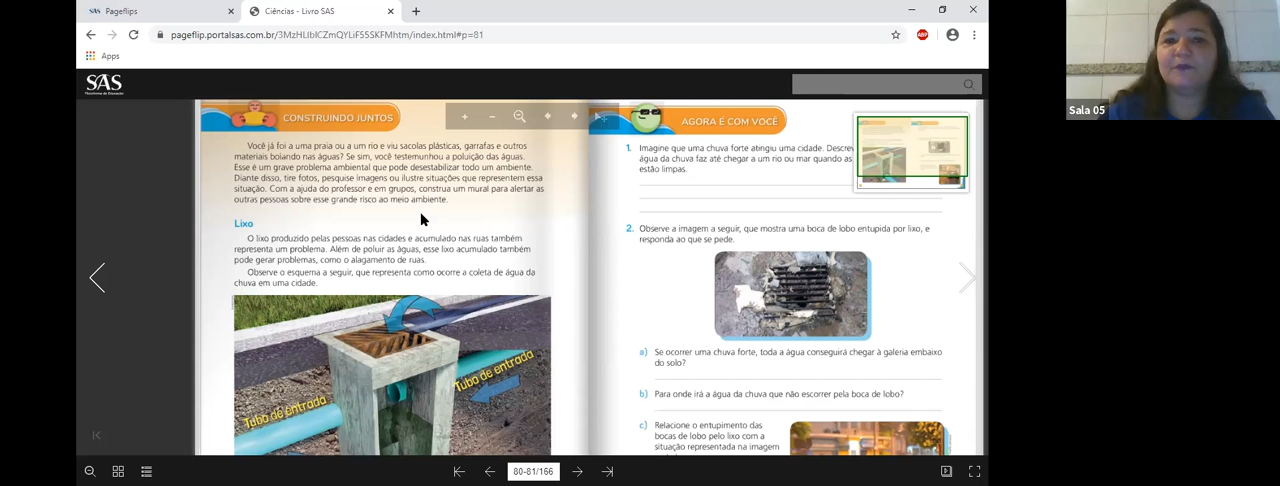 SAS Pageflips
Ciências - Livro SAS
pageflip.portalsas.com.br/3MzHLIblCZmQYLiF55SKFMhtm/index.html#p=81
ABP
Apps
SAS
Plataforma de Educação
Sala 05
CONSTRUINDO JUNTOS
Você já foi a uma praia ou a um rio e viu sacolas plásticas, garrafas e outros
materiais boiando nas águas? Se sim, você testemunhou a poluição das águas.
Esse é um grave problema ambiental que pode desestabilizar todo um ambiente.
Diante disso, tire fotos, pesquise imagens ou ilustre situações que representem essa
situação. Com a ajuda do professor e em grupos, construa um mural para alertar as
outras pessoas sobre esse grande risco ao meio ambiente.
Lixo
O lixo produzido pelas pessoas nas cidades e acumulado nas ruas também
representa um problema. Além de poluir as águas, esse lixo acumulado também
pode gerar problemas, como o alagamento de ruas.
Observe o esquema a seguir, que representa como ocorre a coleta de água da
chuva em uma cidade.
Tubo de entrada
Tubo de entrada
AGORA É COM VOCÊ
1. Imagine que uma chuva forte atingiu uma cidade. Descrev
água da chuva faz até chegar a um rio ou mar quando as
estão limpas.
2. Observe a imagem a seguir, que mostra uma boca de lobo entupida por lixo, e
responda ao que se pede.
a) Se ocorrer uma chuva forte, toda a água conseguirá chegar à galeria embaixo
do solo?
b) Para onde irá a água da chuva que não escorrer pela boca de lobo?
c) Relacione o entupimento das
bocas de lobo pelo lixo com a
situação representada na imagem
80-81/166